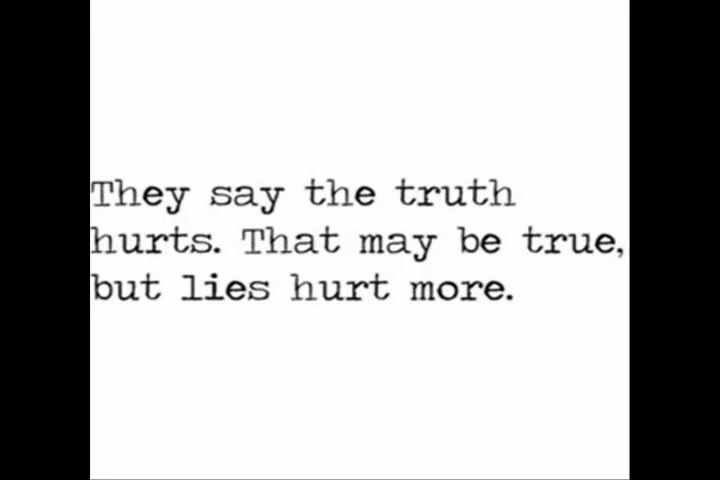 They say the truth
hurts. That may be true,
but lies hurt more.